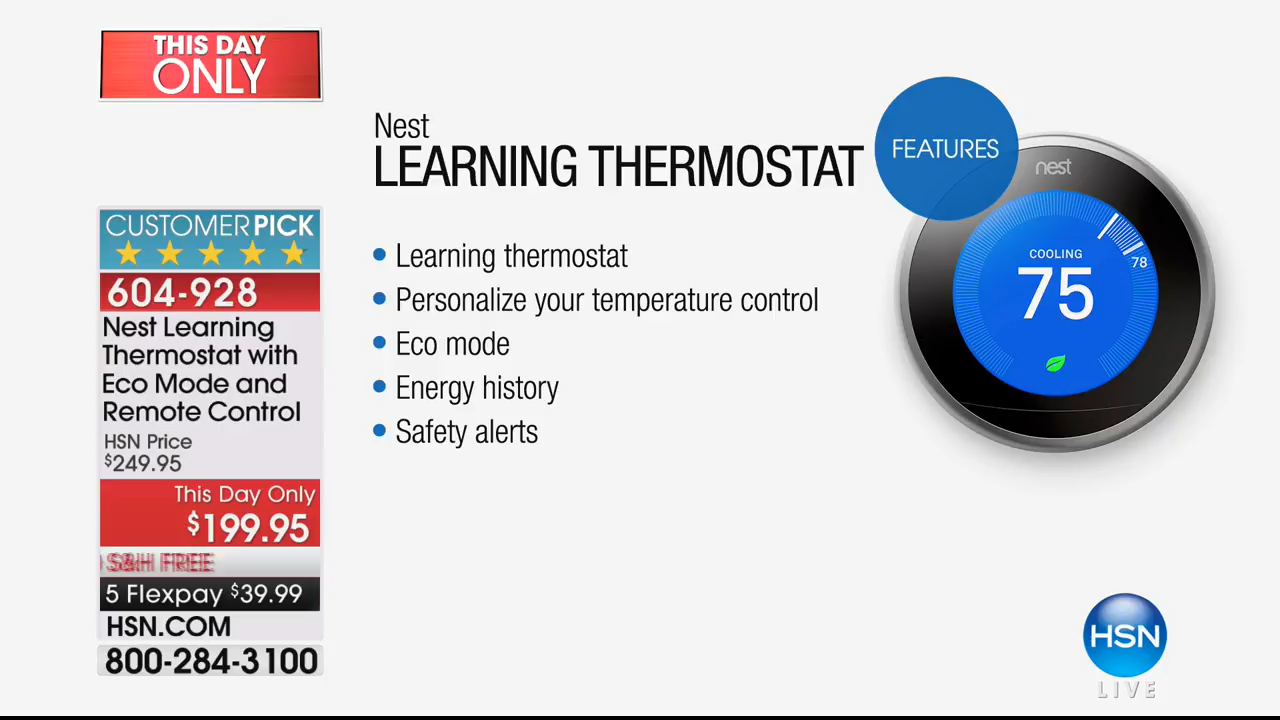 THIS DAY
ONLY
Nest
LEARNING THERMOSTAT
FEATURES
• Learning thermostat
• Personalize your temperature control
• Eco mode
• Energy history
• Safety alerts
nest
COOLING
75
78
CUSTOMER PICK
604-928
Nest Learning
Thermostat with
Eco Mode and
Remote Control
HSN Price
$249.95
This Day Only
$199.95
S&H FREE
5 Flexpay $39.99
HSN.COM
800-284-3100
HSN
LIVE